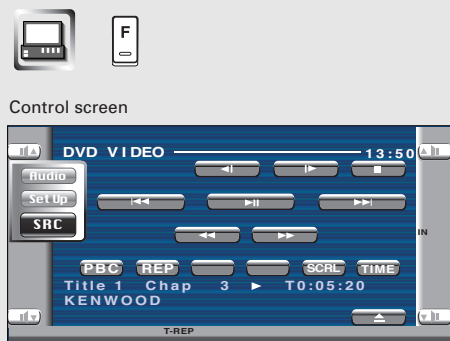 F
Control screen
DVD VIDEO 13:50
Audio
Set Up
SRC
IN
PBC REP SCRL TIME
Title 1 Chap 3 ► T0:05:20
KENWOOD
T-REP